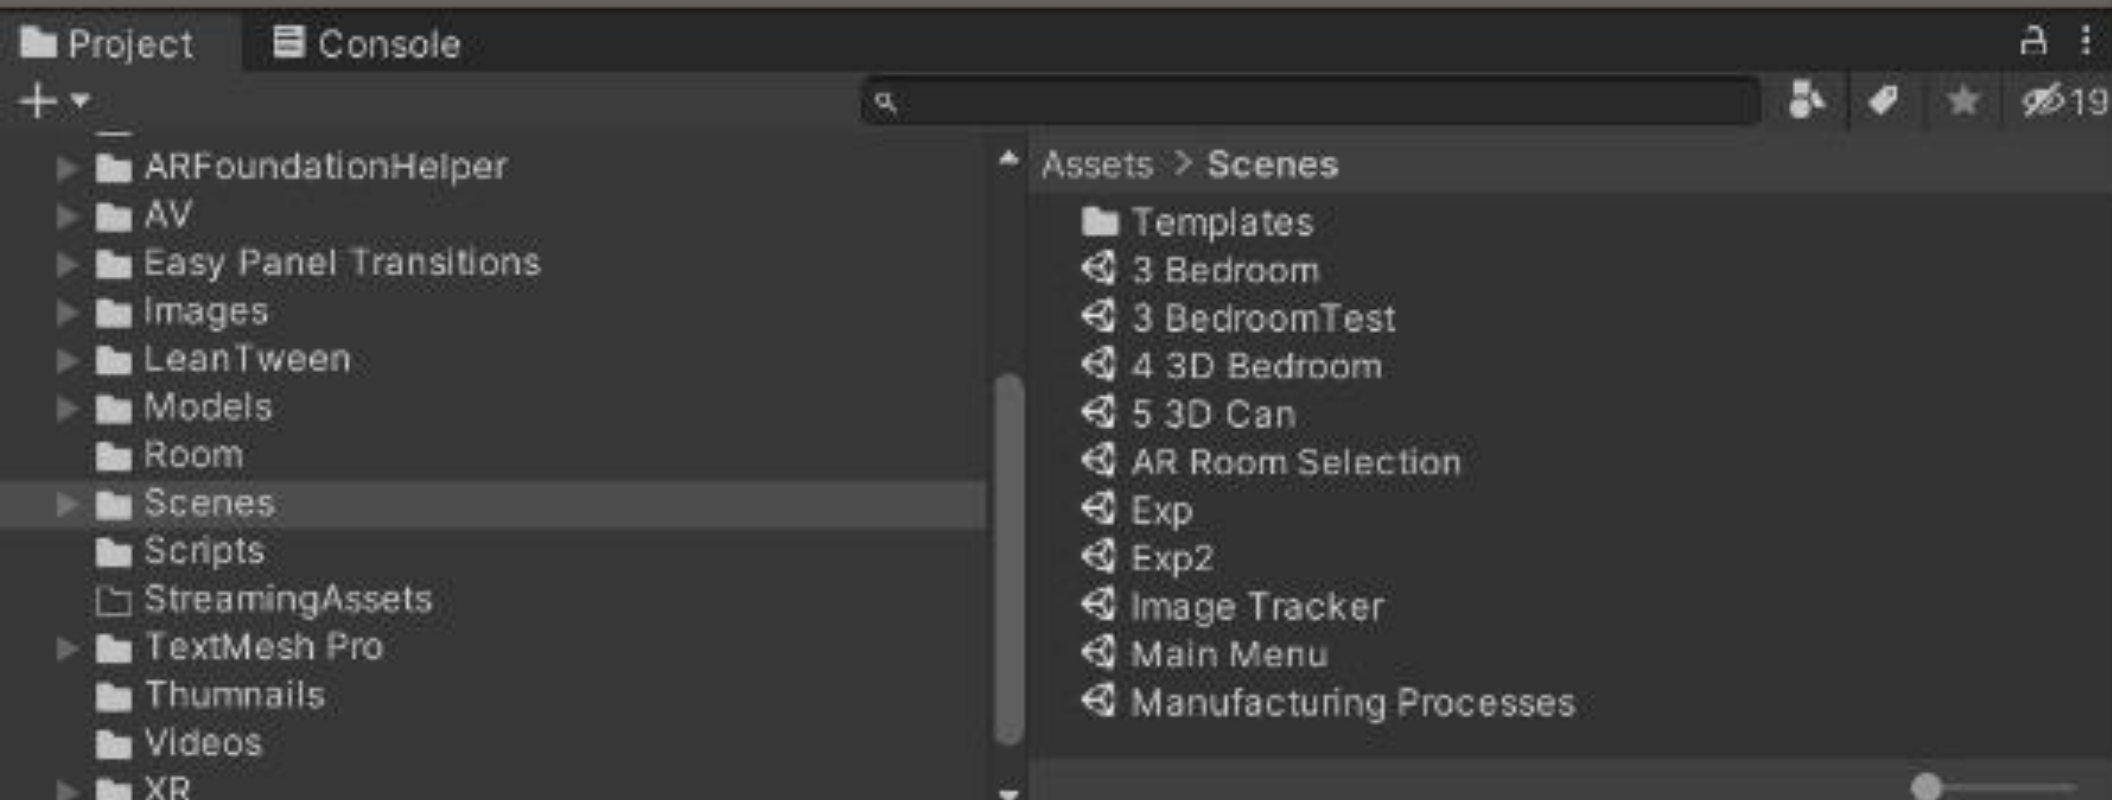 Project
Console
19
ARFoundationHelper
AV
Easy Panel Transitions
Images
LeanTween
Models
Room
Scenes
Scripts
StreamingAssets
TextMesh Pro
Thumnails
Videos
XR
Assets > Scenes
Templates
3 Bedroom
3 BedroomTest
4 3D Bedroom
5 3D Can
AR Room Selection
Exp
Exp2
Image Tracker
Main Menu
Manufacturing Processes